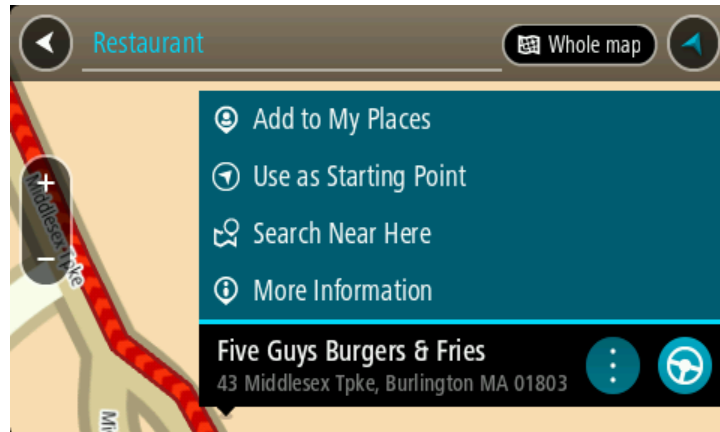 Restaurant
Whole map
Add to My Places
Use as Starting Point
Search Near Here
More Information
Five Guys Burgers & Fries
43 Middlesex Tpke, Burlington MA 01803
+
Middlesex Tpke
-
Mi